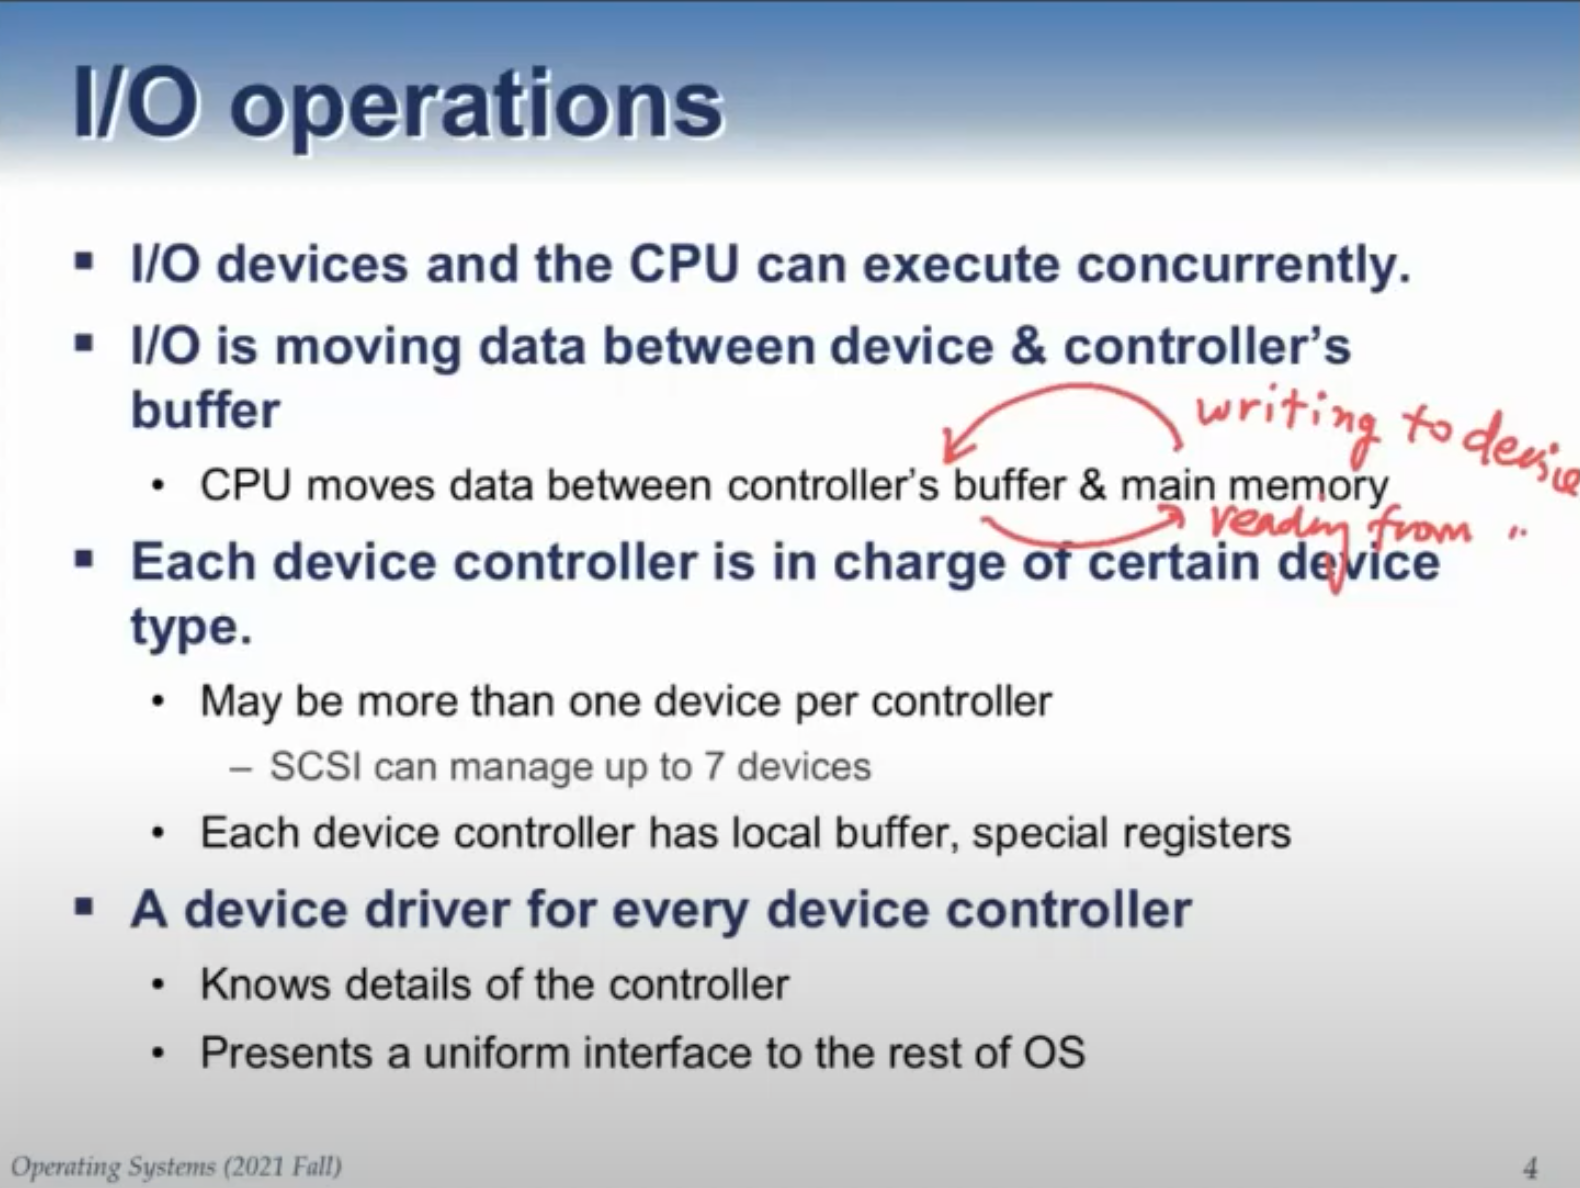 I/O operations
▪ I/O devices and the CPU can execute concurrently.
▪ I/O is moving data between device & controller's
buffer
writing to device
• CPU moves data between controller's buffer & main memory
reading from "
▪ Each device controller is in charge of certain device
type.
• May be more than one device per controller
– SCSI can manage up to 7 devices
• Each device controller has local buffer, special registers
▪ A device driver for every device controller
• Knows details of the controller
• Presents a uniform interface to the rest of OS
Operating Systems (2021 Fall)
4